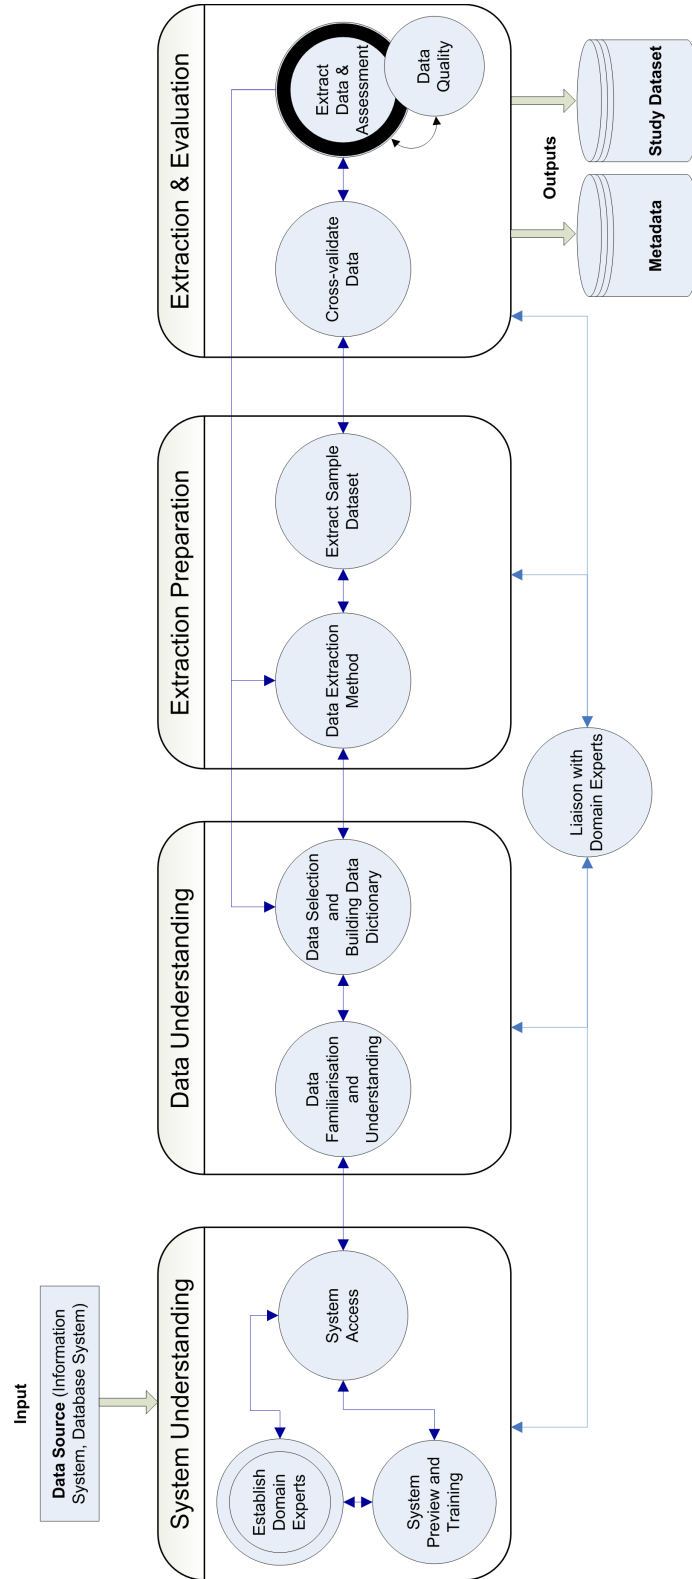 Input
Data Source (Information
System, Database System)
System Understanding
Establish
Domain
Experts
System
Preview and
Training
System
Access
Data Understanding
Data
Familiarisation
and
Understanding
Data Selection
and
Building Data
Dictionary
Extraction Preparation
Data Extraction
Method
Extract Sample
Dataset
Extraction & Evaluation
Cross-validate
Data
Extract
Data &
Assessment
Data
Quality
Liaison with
Domain Experts
Outputs
Metadata
Study Dataset